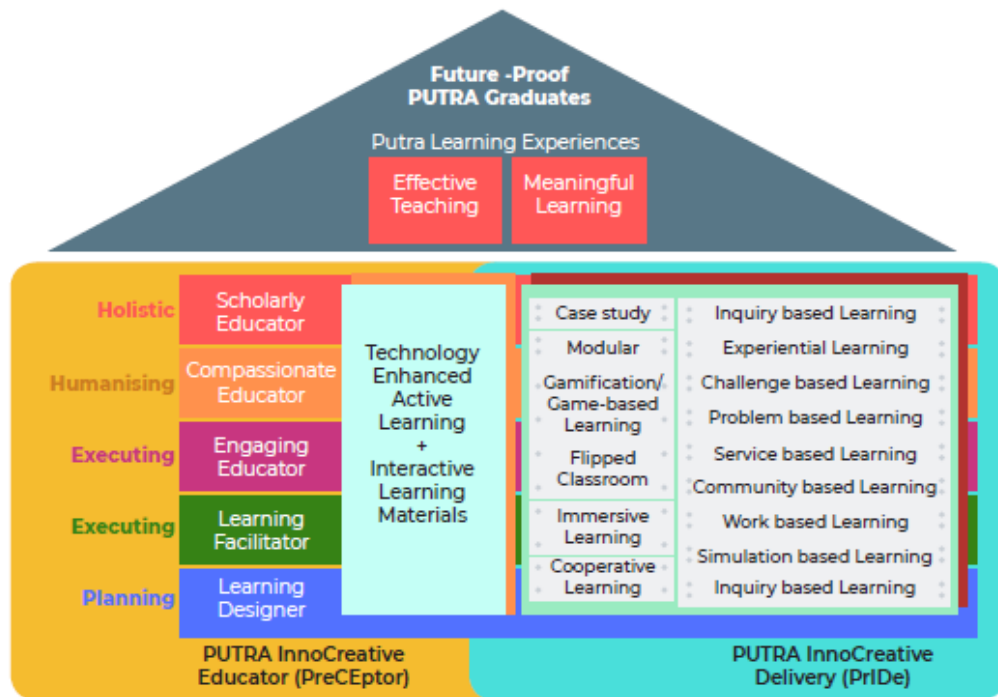 Future -Proof
PUTRA Graduates
Putra Learning Experiences
Effective
Teaching
Meaningful
Learning
Holistic
Scholarly
Educator
Humanising
Compassionate
Educator
Executing
Engaging
Educator
Executing
Learning
Facilitator
Planning
Learning
Designer
Technology
Enhanced
Active
Learning
+
Interactive
Learning
Materials
Case study
Modular
Gamification/
Game-based
Learning
Flipped
Classroom
Immersive
Learning
Cooperative
Learning
Inquiry based Learning
Experiential Learning
Challenge based Learning
Problem based Learning
Service based Learning
Community based Learning
Work based Learning
Simulation based Learning
Inquiry based Learning
PUTRA InnoCreative
Educator (PreCEptor)
PUTRA InnoCreative
Delivery (PrIDe)